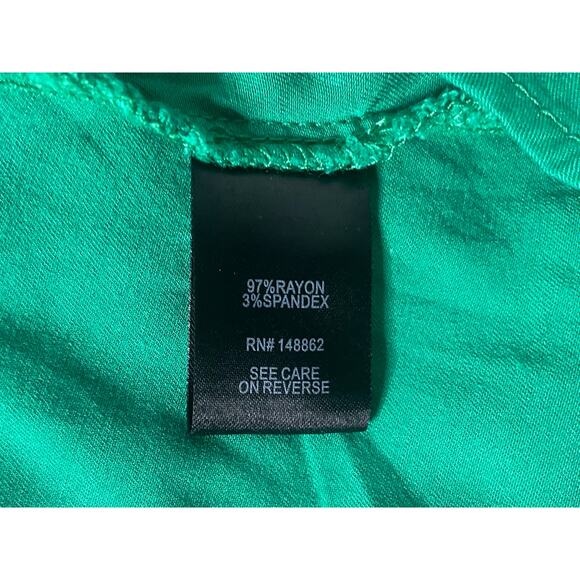 97%RAYON
3%SPANDEX
RN# 148862
SEE CARE
ON REVERSE